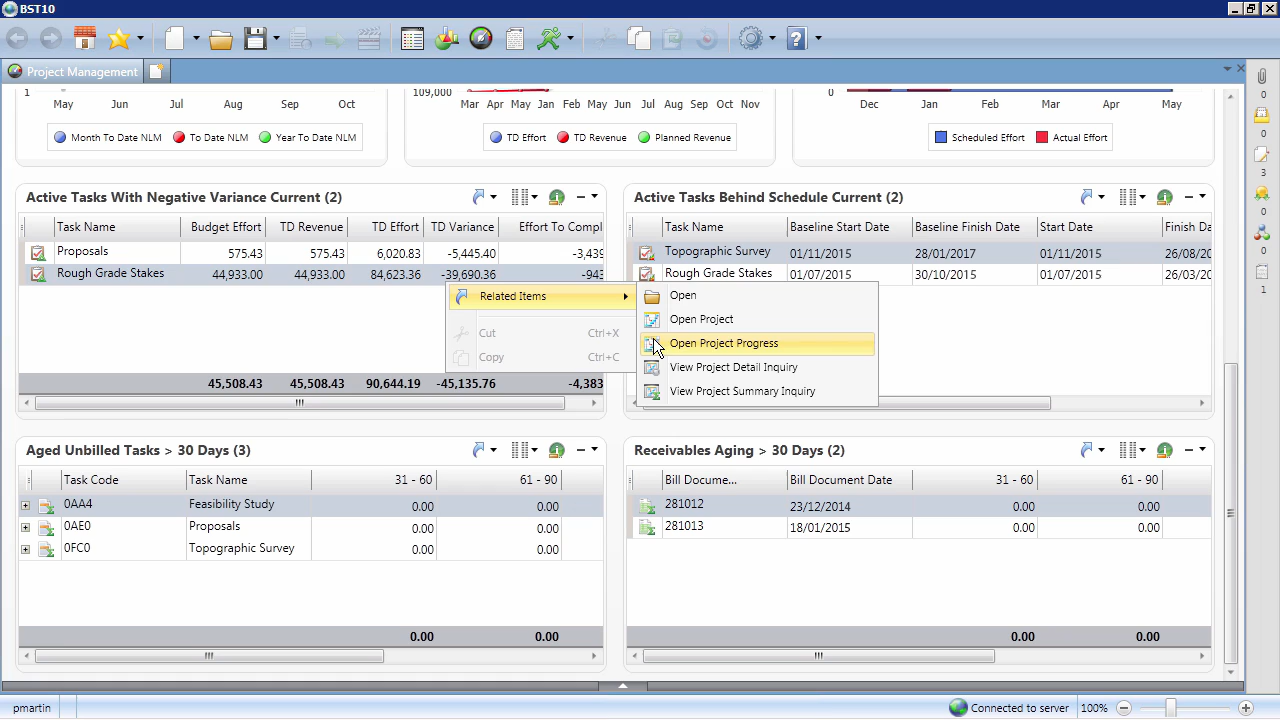 BST10
Project Management
1
May Jun Jul Aug Sep Oct
Month To Date NLM To Date NLM Year To Date NLM
109,000
Mar Apr May Jan Feb Mar May Jun Jul Aug Sep Oct Nov
TD Effort TD Revenue Planned Revenue
0
Dec Jan Feb Mar Apr May
Scheduled Effort Actual Effort
0
0
3
0
0
0
1
Active Tasks With Negative Variance Current (2)
Task Name Budget Effort TD Revenue TD Effort TD Variance Effort To Compl
Proposals 575.43 575.43 6,020.83 -5,445.40 -3,439
Rough Grade Stakes 44,933.00 44,933.00 84,623.36 -39,690.36 -943
45,508.43 45,508.43 90,644.19 -45,135.76 -4,383
Active Tasks Behind Schedule Current (2)
Task Name Baseline Start Date Baseline Finish Date Start Date Finish Da
Topographic Survey 01/11/2015 28/01/2017 01/11/2015 26/08/2
Rough Grade Stakes 01/07/2015 30/10/2015 01/07/2015 26/03/2
Related Items
Cut Ctrl+X
Copy Ctrl+C
Open
Open Project
Open Project Progress
View Project Detail Inquiry
View Project Summary Inquiry
Aged Unbilled Tasks > 30 Days (3)
Task Code Task Name 31 - 60 61 - 90
0AA4 Feasibility Study 0.00 0.00
0AE0 Proposals 0.00 0.00
0FC0 Topographic Survey 0.00 0.00
0.00 0.00
Receivables Aging > 30 Days (2)
Bill Docume... Bill Document Date 31 - 60 61 - 90
281012 23/12/2014 0.00 0.00
281013 18/01/2015 0.00 0.00
0.00 0.00
pmartin
Connected to server 100%